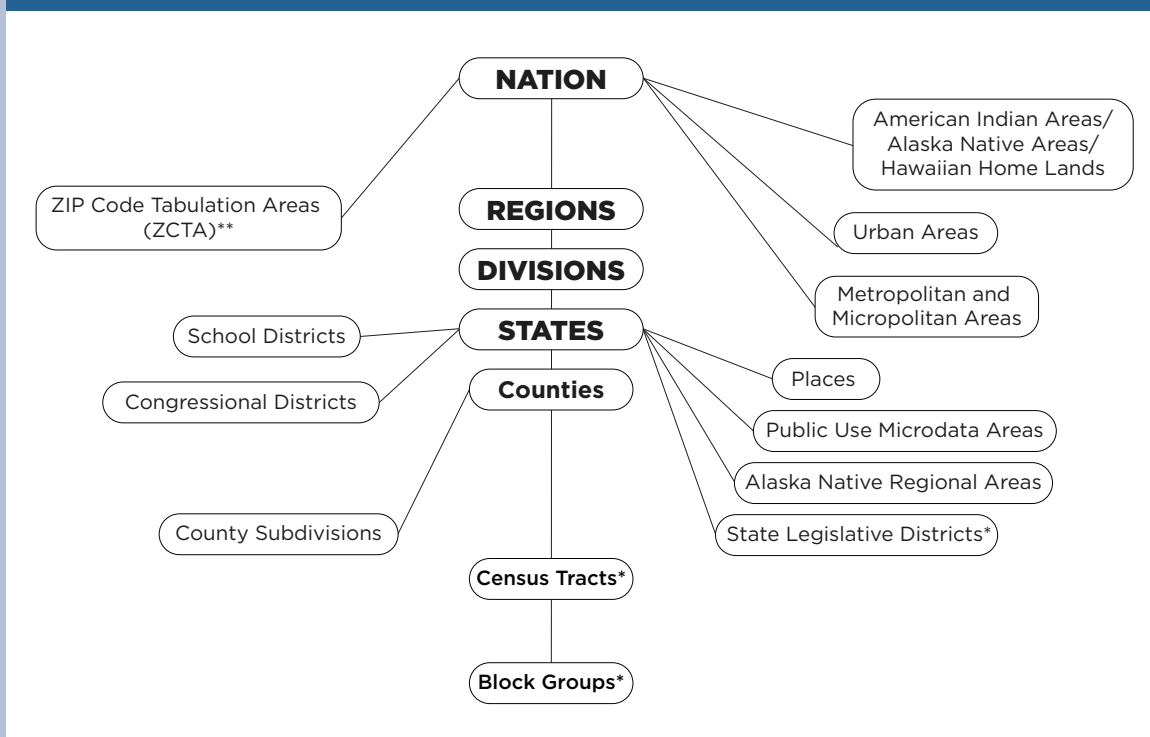 NATION
American Indian Areas/
Alaska Native Areas/
Hawaiian Home Lands
ZIP Code Tabulation Areas
(ZCTA)**
REGIONS
Urban Areas
DIVISIONS
Metropolitan and
Micropolitan Areas
School Districts
STATES
Places
Congressional Districts
Counties
Public Use Microdata Areas
Alaska Native Regional Areas
County Subdivisions
State Legislative Districts*
Census Tracts*
Block Groups*